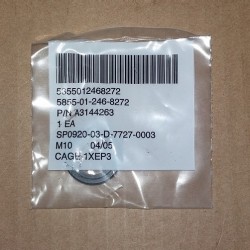 5855012468272
5855-01-246-8272
P/N A3144263
1 EA
SP0920-03-D-7727-0003
M10 04/05
CAGE 1XEP3